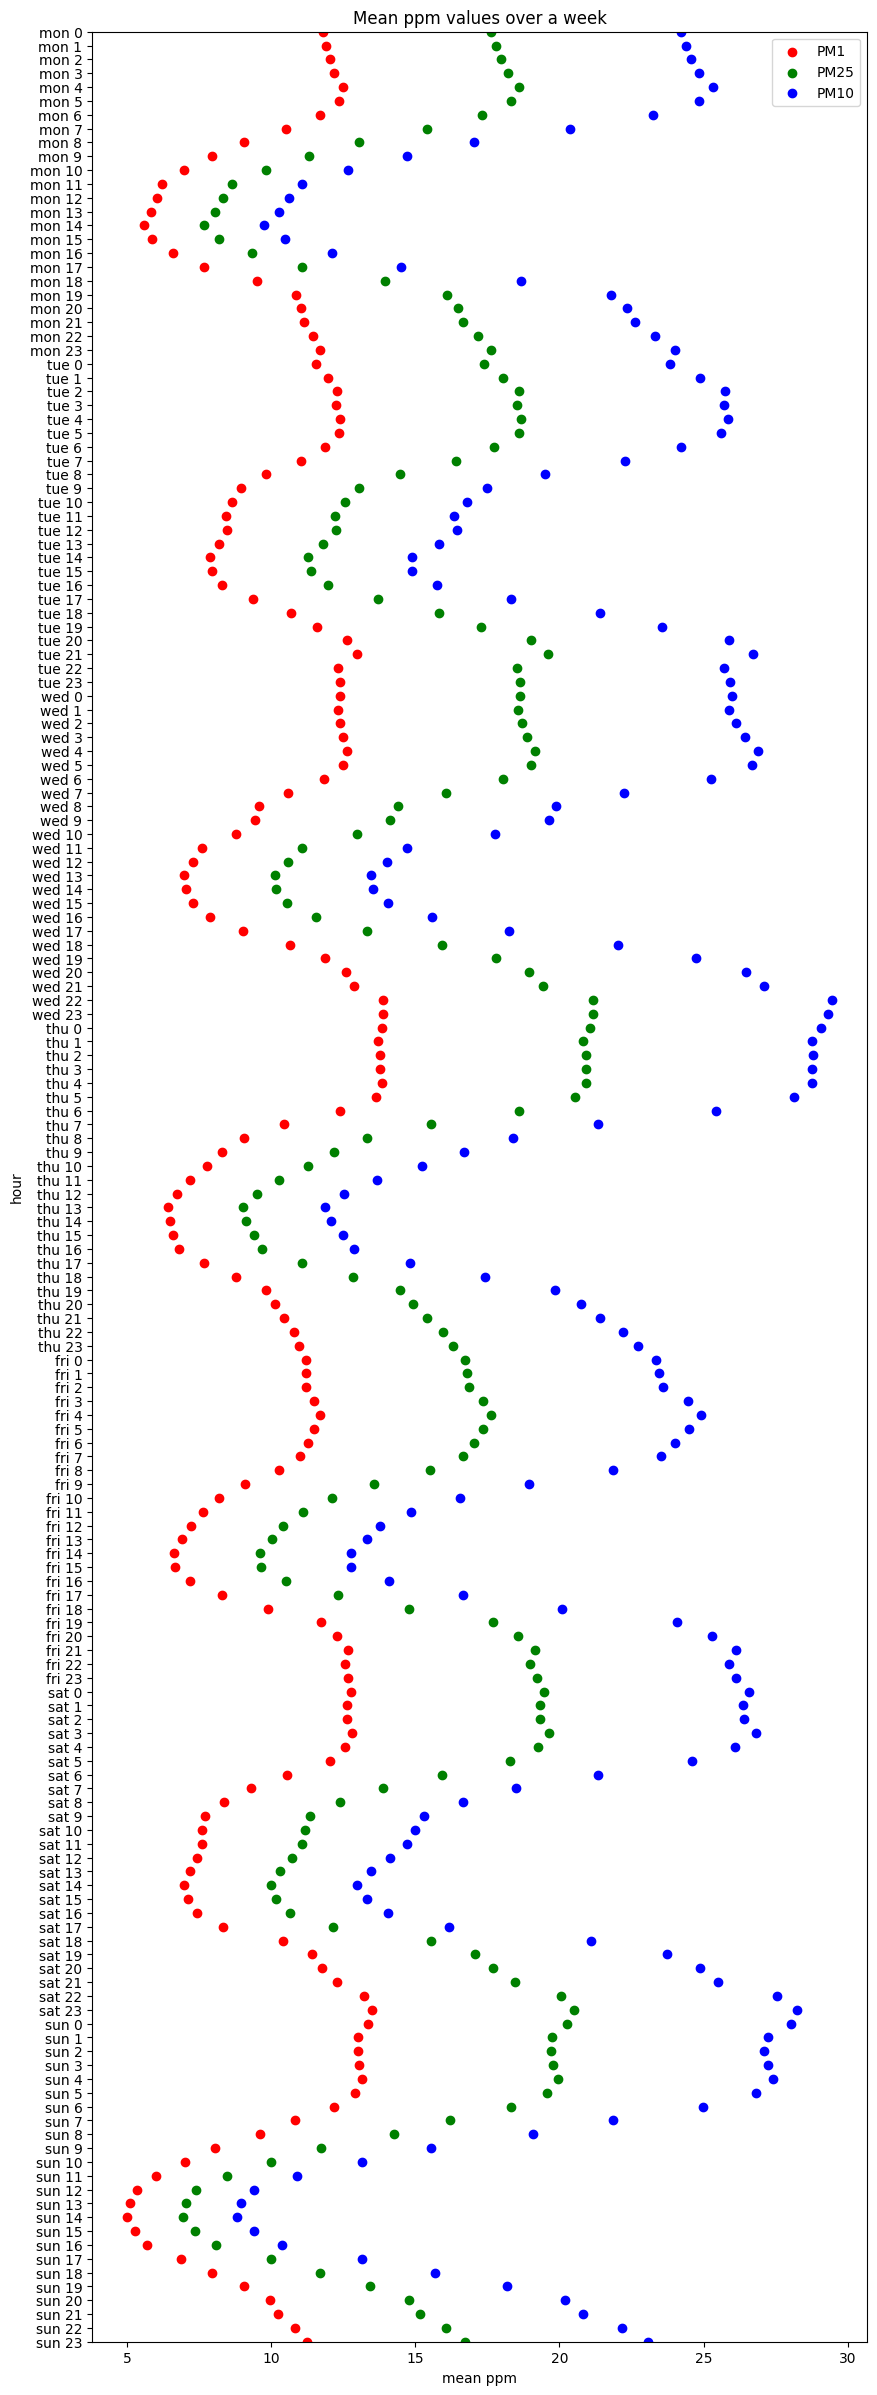 Mean ppm values over a week
PM1
PM25
PM10
mon 0
mon 1
mon 2
mon 3
mon 4
mon 5
mon 6
mon 7
mon 8
mon 9
mon 10
mon 11
mon 12
mon 13
mon 14
mon 15
mon 16
mon 17
mon 18
mon 19
mon 20
mon 21
mon 22
mon 23
tue 0
tue 1
tue 2
tue 3
tue 4
tue 5
tue 6
tue 7
tue 8
tue 9
tue 10
tue 11
tue 12
tue 13
tue 14
tue 15
tue 16
tue 17
tue 18
tue 19
tue 20
tue 21
tue 22
tue 23
wed 0
wed 1
wed 2
wed 3
wed 4
wed 5
wed 6
wed 7
wed 8
wed 9
wed 10
wed 11
wed 12
wed 13
wed 14
wed 15
wed 16
wed 17
wed 18
wed 19
wed 20
wed 21
wed 22
wed 23
thu 0
thu 1
thu 2
thu 3
thu 4
thu 5
thu 6
thu 7
thu 8
thu 9
thu 10
thu 11
thu 12
thu 13
thu 14
thu 15
thu 16
thu 17
thu 18
thu 19
thu 20
thu 21
thu 22
thu 23
fri 0
fri 1
fri 2
fri 3
fri 4
fri 5
fri 6
fri 7
fri 8
fri 9
fri 10
fri 11
fri 12
fri 13
fri 14
fri 15
fri 16
fri 17
fri 18
fri 19
fri 20
fri 21
fri 22
fri 23
sat 0
sat 1
sat 2
sat 3
sat 4
sat 5
sat 6
sat 7
sat 8
sat 9
sat 10
sat 11
sat 12
sat 13
sat 14
sat 15
sat 16
sat 17
sat 18
sat 19
sat 20
sat 21
sat 22
sat 23
sun 0
sun 1
sun 2
sun 3
sun 4
sun 5
sun 6
sun 7
sun 8
sun 9
sun 10
sun 11
sun 12
sun 13
sun 14
sun 15
sun 16
sun 17
sun 18
sun 19
sun 20
sun 21
sun 22
sun 23
hour
5 10 15 20 25 30
mean ppm